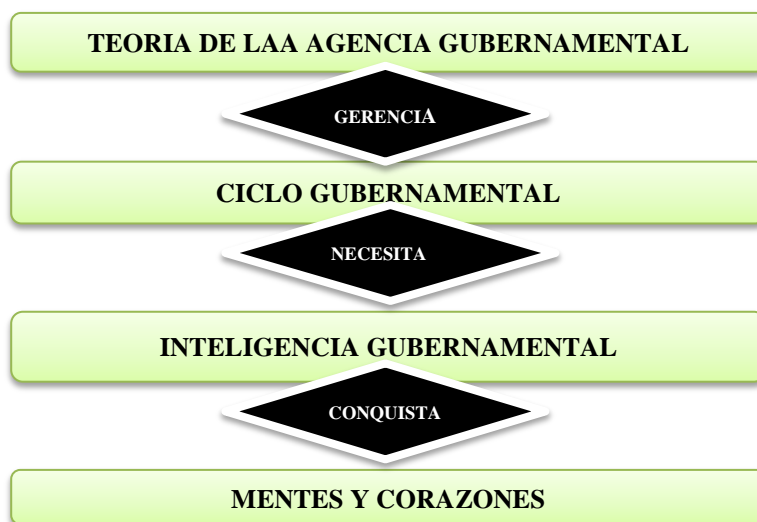 TEORIA DE LAA AGENCIA GUBERNAMENTAL
GERENCIA
CICLO GUBERNAMENTAL
NECESITA
INTELIGENCIA GUBERNAMENTAL
CONQUISTA
MENTES Y CORAZONES